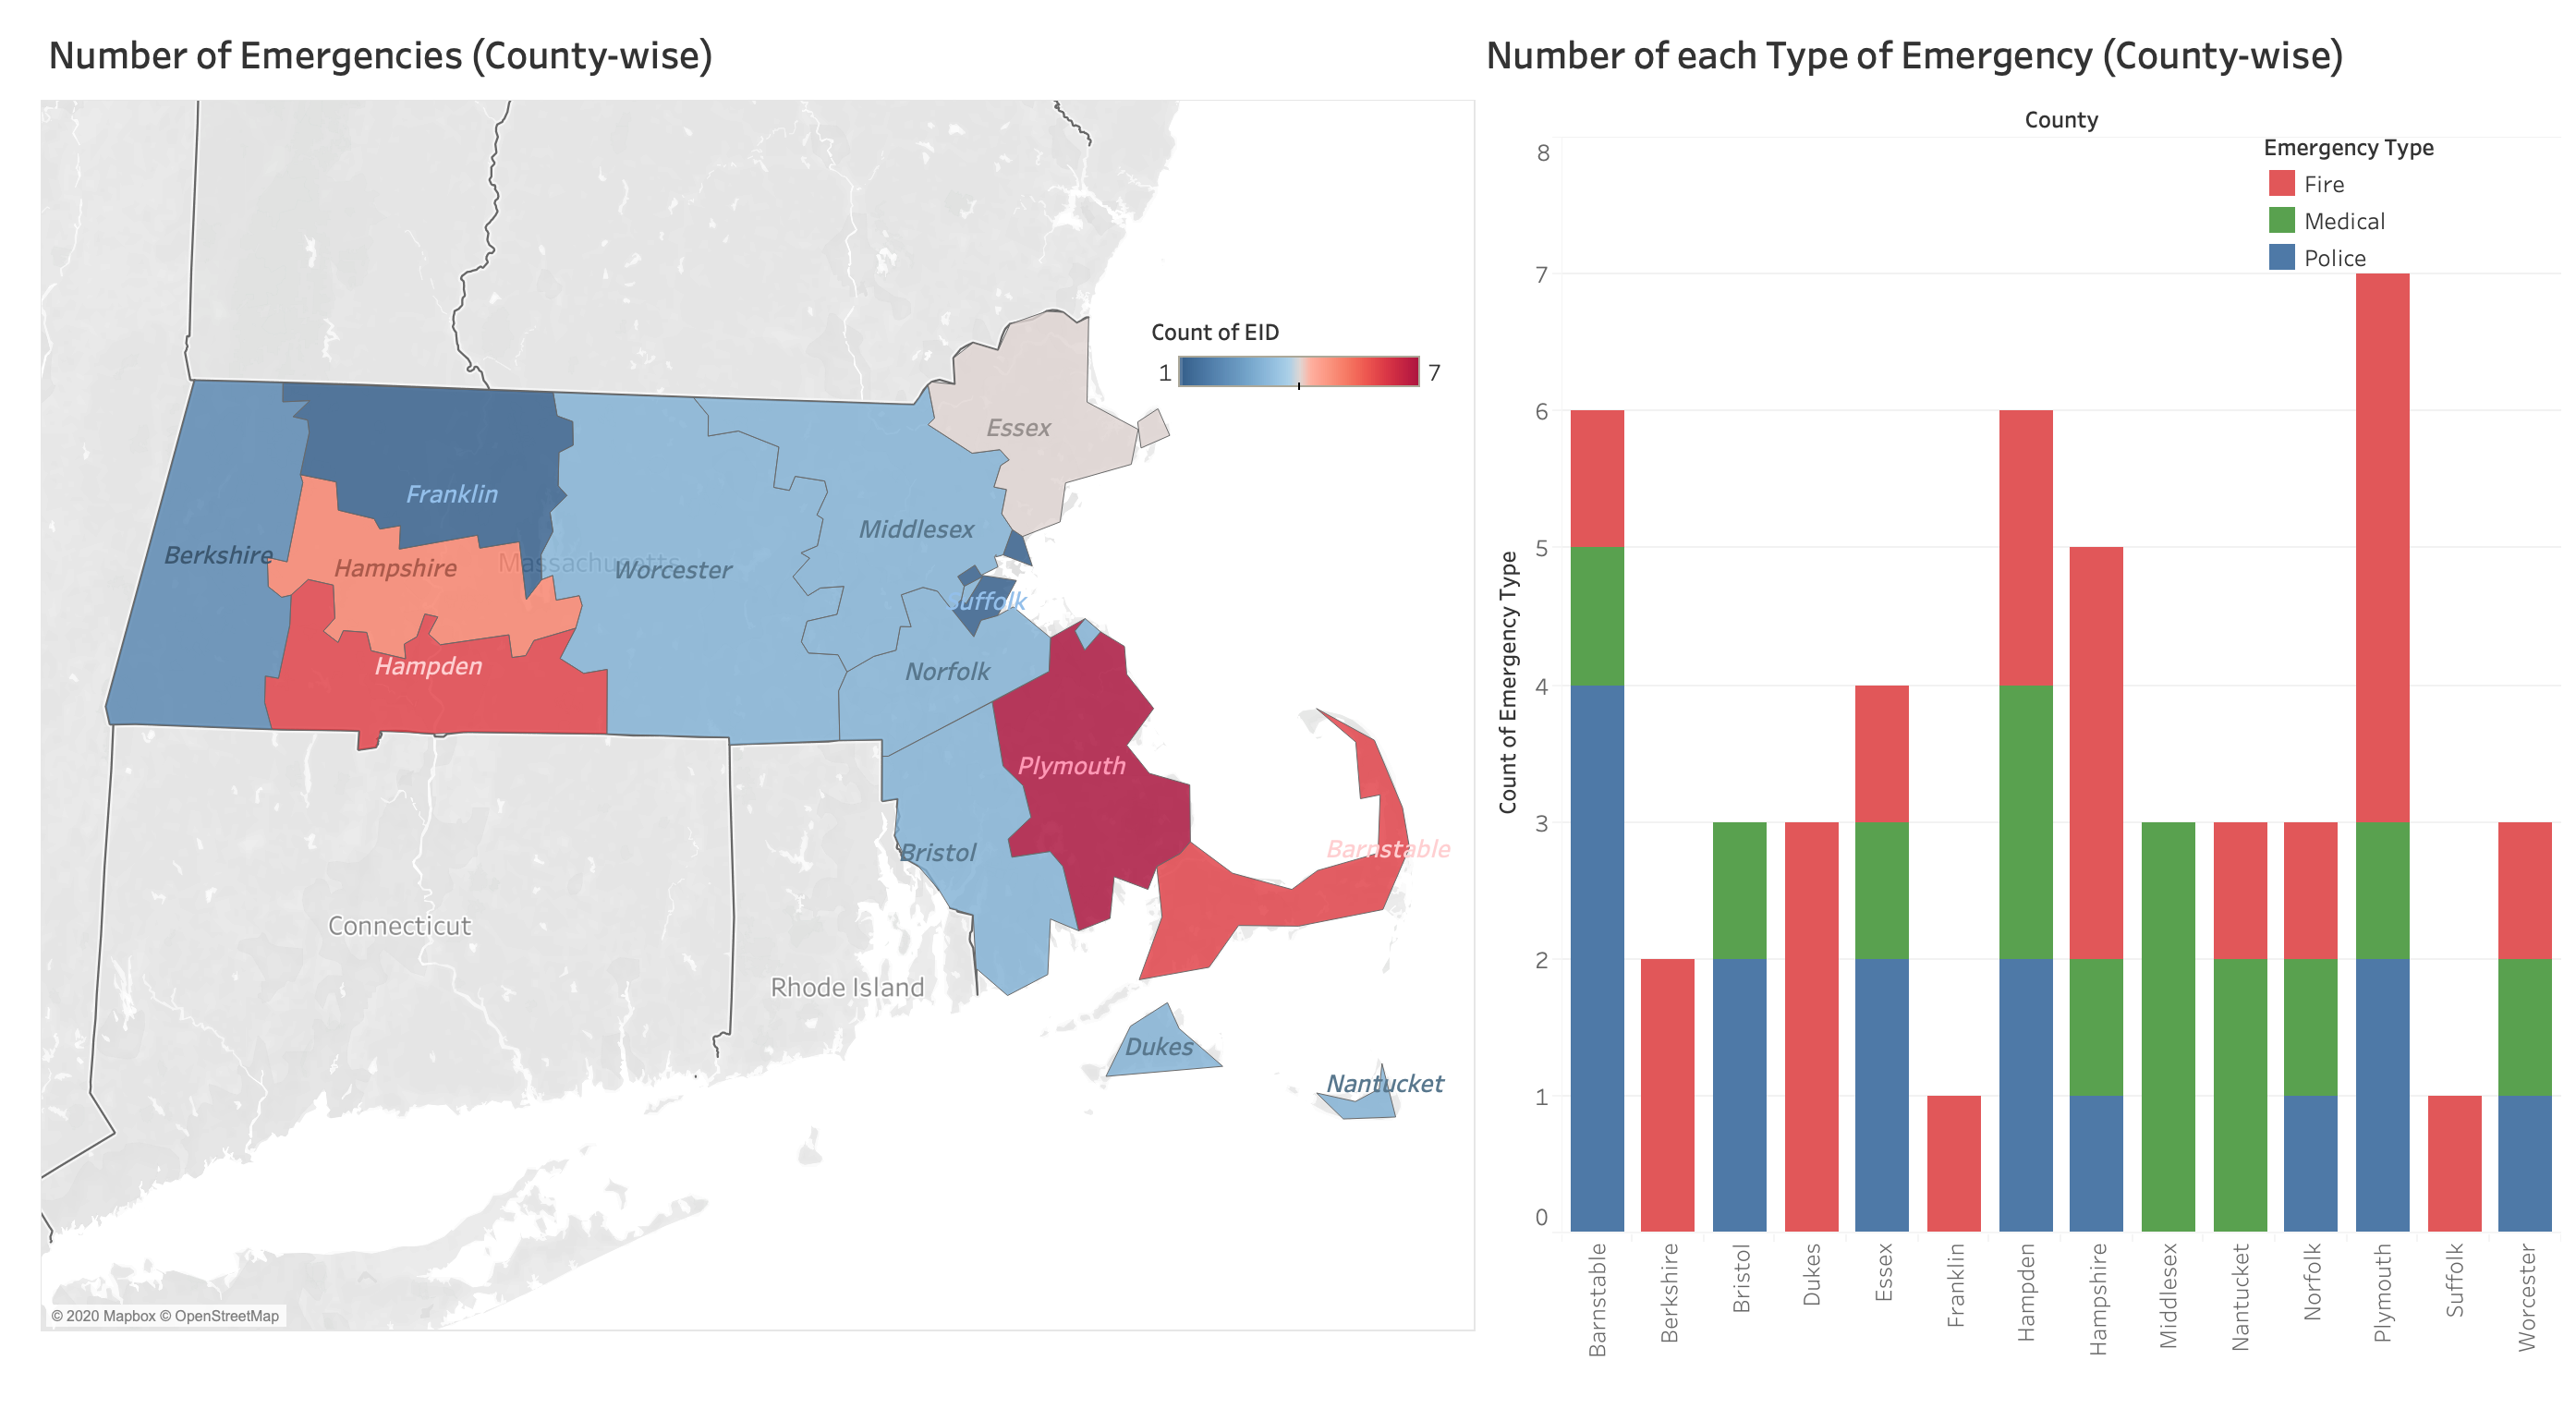 Number of Emergencies (County-wise)
Count of EID
1
7
Essex
Franklin
Middlesex
Berkshire
Hampshire
Massachusetts
Worcester
Suffolk
Hampden
Norfolk
Plymouth
Bristol
Barnstable
Connecticut
Rhode Island
Dukes
Nantucket
© 2020 Mapbox © OpenStreetMap
Number of each Type of Emergency (County-wise)
County
Emergency Type
Fire
Medical
Police
Count of Emergency Type
8
7
6
5
4
3
2
1
0
Barnstable
Berkshire
Bristol
Dukes
Essex
Franklin
Hampden
Hampshire
Middlesex
Nantucket
Norfolk
Plymouth
Suffolk
Worcester